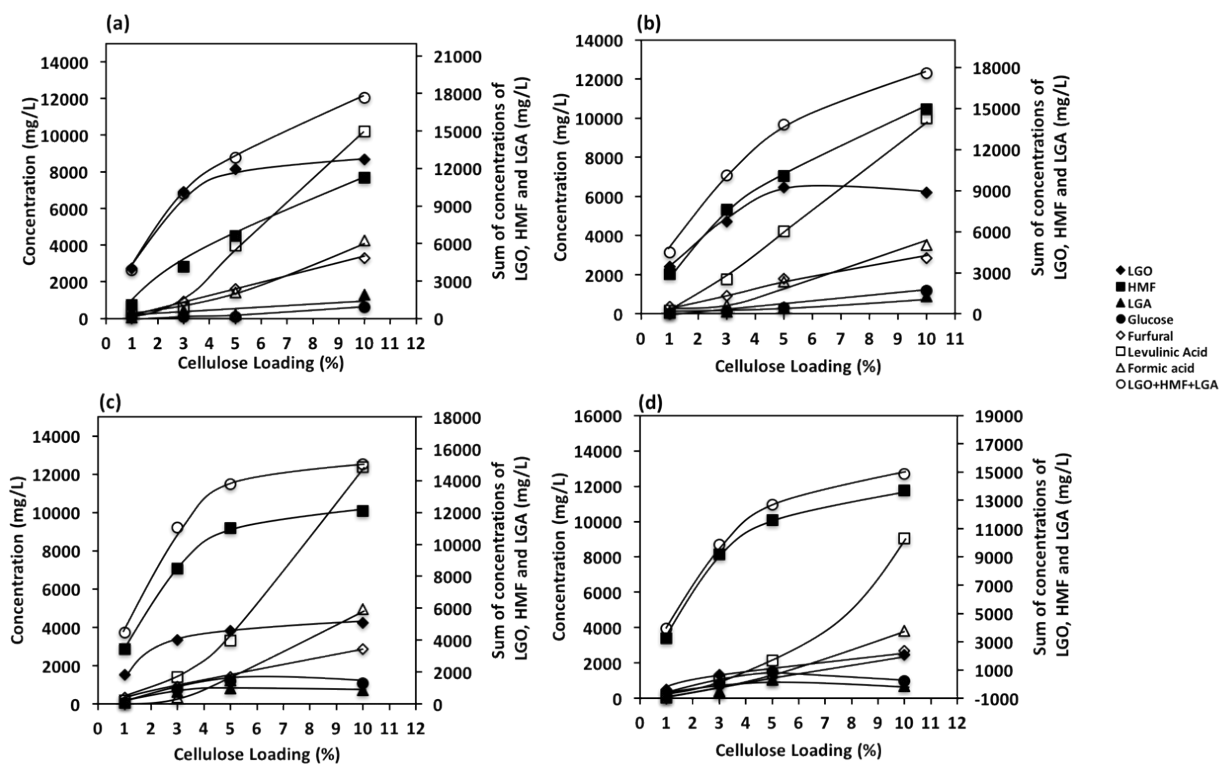 (a)
Concentration (mg/L)
14000
12000
10000
8000
6000
4000
2000
0
0 1 2 3 4 5 6 7 8 9 10 11
Cellulose Loading (%)
21000
18000
15000
12000
9000
6000
3000
0
Sum of concentrations of
LGO, HMF and LGA (mg/L)
(b)
Concentration (mg/L)
14000
12000
10000
8000
6000
4000
2000
0
0 1 2 3 4 5 6 7 8 9 10 11
Cellulose Loading (%)
18000
15000
12000
9000
6000
3000
0
Sum of concentrations of
LGO, HMF and LGA (mg/L)
LGO
HMF
LGA
Glucose
Furfural
Levulinic Acid
Formic acid
LGO+HMF+LGA
(c)
Concentration (mg/L)
14000
12000
10000
8000
6000
4000
2000
0
0 1 2 3 4 5 6 7 8 9 10 11 12
Cellulose Loading (%)
18000
16000
14000
12000
10000
8000
6000
4000
2000
0
Sum of concentrations of
LGO, HMF and LGA (mg/L)
(d)
Concentration (mg/L)
16000
14000
12000
10000
8000
6000
4000
2000
0
0 1 2 3 4 5 6 7 8 9 10 11 12
Cellulose Loading (%)
19000
17000
15000
13000
11000
9000
7000
5000
3000
1000
-1000
Sum of concentrations of
LGO, HMF and LGA (mg/L)